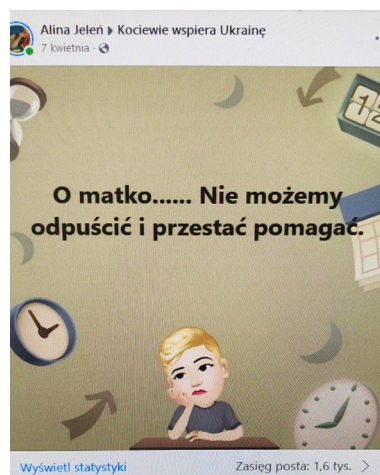 Alina Jeleń ▸ Kociewie wspiera Ukrainę
7 kwietnia ·
O matko...... Nie możemy
odpuścić i przestać pomagać.
Wyświetl statystyki
Zasięg posta: 1,6 tys. >